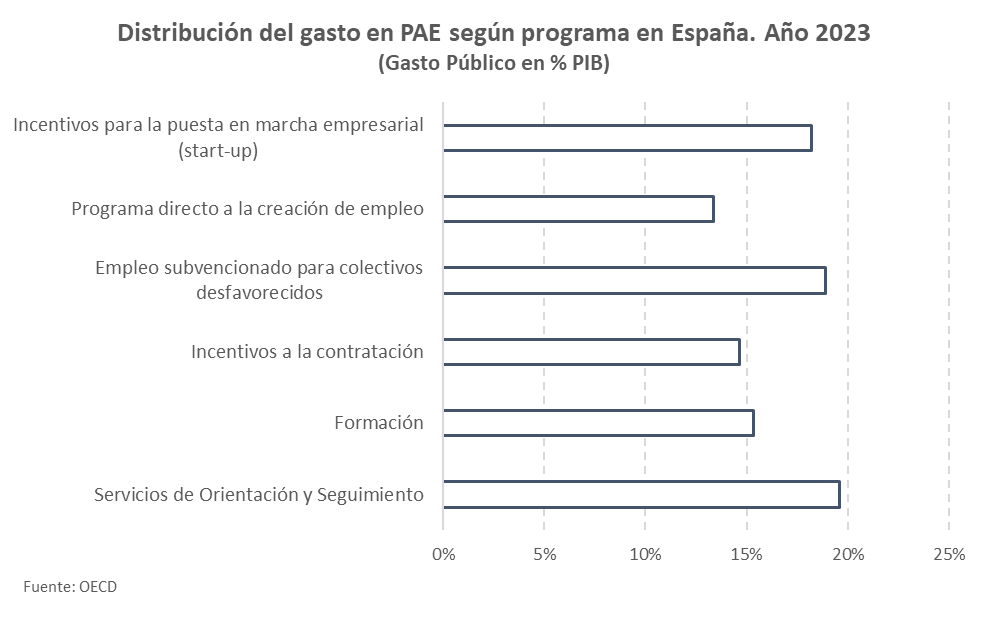 Distribución del gasto en PAE según programa en España. Año 2023
(Gasto Público en % PIB)
Incentivos para la puesta en marcha empresarial
(start-up)
Programa directo a la creación de empleo
Empleo subvencionado para colectivos
desfavorecidos
Incentivos a la contratación
Formación
Servicios de Orientación y Seguimiento
0% 5% 10% 15% 20% 25%
Fuente: OECD